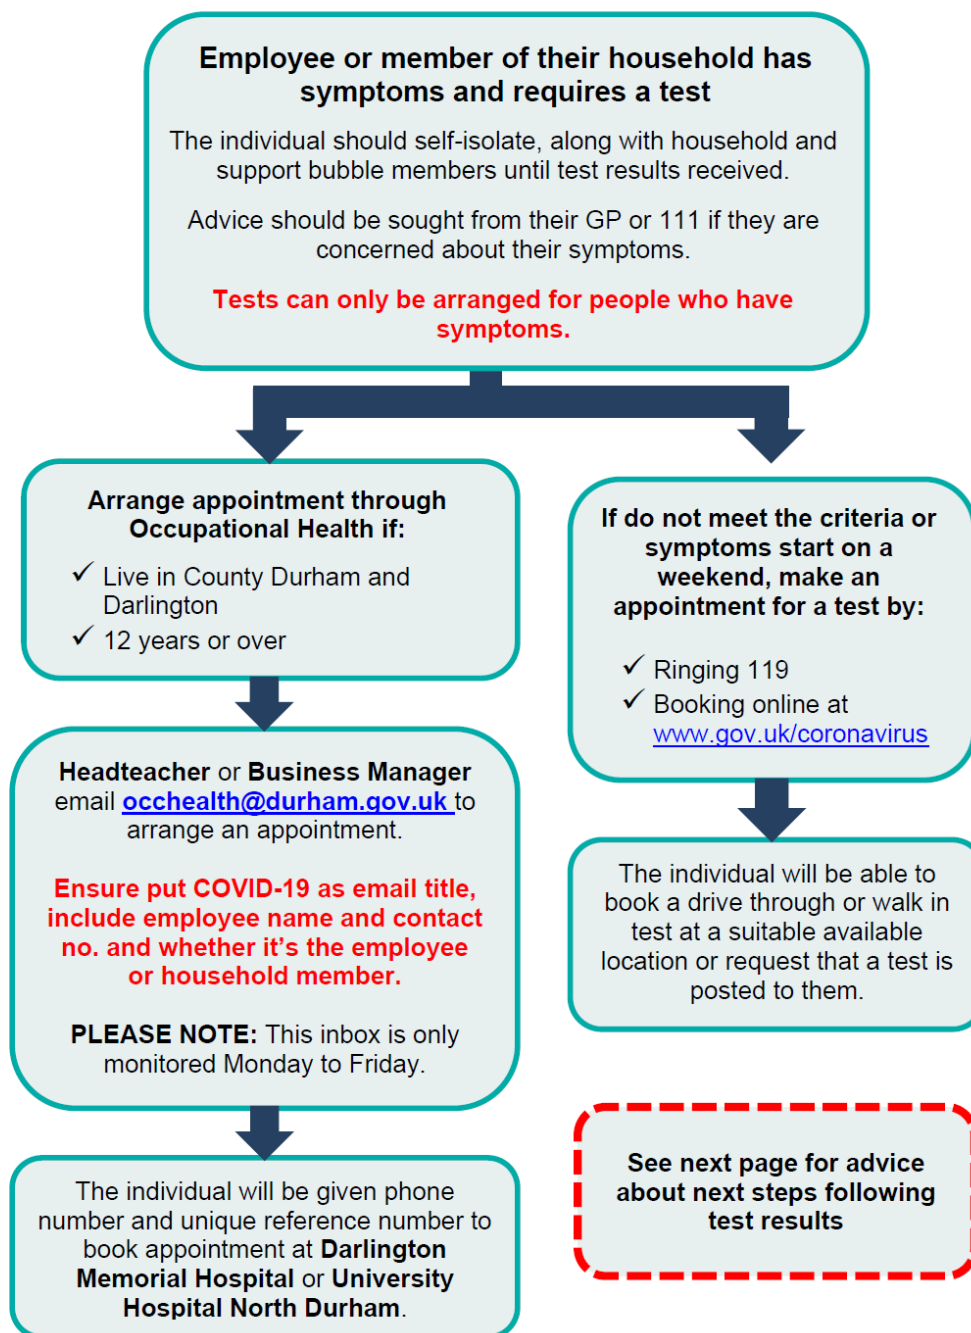 Employee or member of their household has
symptoms and requires a test
The individual should self-isolate, along with household and
support bubble members until test results received.
Advice should be sought from their GP or 111 if they are
concerned about their symptoms.
Tests can only be arranged for people who have
symptoms.
Arrange appointment through
Occupational Health if:
✓ Live in County Durham and
Darlington
✓ 12 years or over
Headteacher or Business Manager
email occhealth@durham.gov.uk to
arrange an appointment.
Ensure put COVID-19 as email title,
include employee name and contact
no. and whether it's the employee
or household member.
PLEASE NOTE: This inbox is only
monitored Monday to Friday.
The individual will be given phone
number and unique reference number to
book appointment at Darlington
Memorial Hospital or University
Hospital North Durham.
If do not meet the criteria or
symptoms start on a
weekend, make an
appointment for a test by:
✓ Ringing 119
✓ Booking online at
www.gov.uk/coronavirus
The individual will be able to
book a drive through or walk in
test at a suitable available
location or request that a test is
posted to them.
See next page for advice
about next steps following
test results